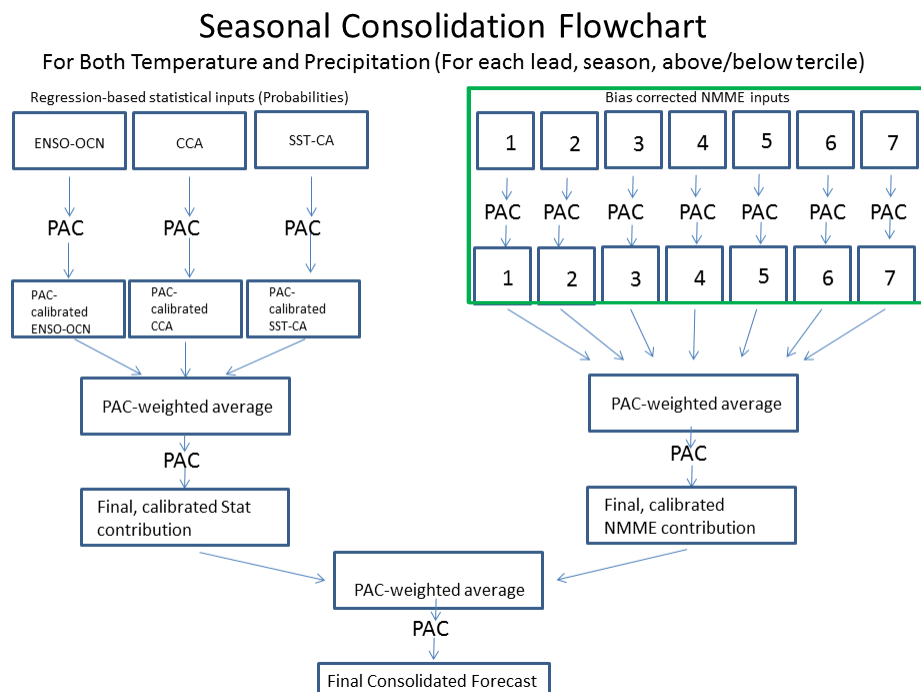 Seasonal Consolidation Flowchart
For Both Temperature and Precipitation (For each lead, season, above/below tercile)
Regression-based statistical inputs (Probabilities)
ENSO-OCN
CCA
SST-CA
PAC
PAC
PAC
PAC-
calibrated
ENSO-OCN
PAC-
calibrated
CCA
PAC-
calibrated
SST-CA
PAC-weighted average
PAC
Final, calibrated Stat
contribution
Bias corrected NMME inputs
1
2
3
4
5
6
7
PAC
PAC
PAC
PAC
PAC
PAC
PAC
1
2
3
4
5
6
7
PAC-weighted average
PAC
Final, calibrated
NMME contribution
PAC-weighted average
PAC
Final Consolidated Forecast